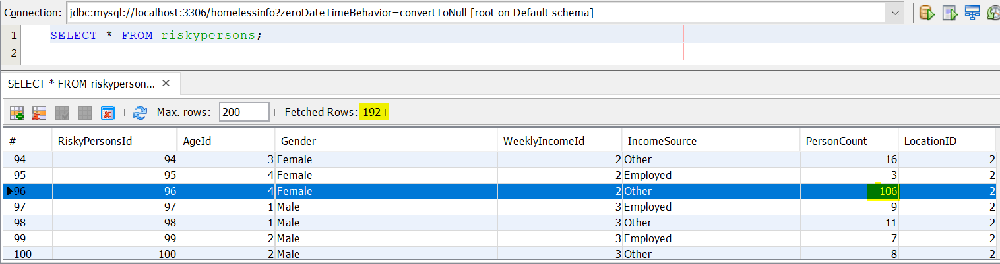 Connection: jdbc:mysql://localhost:3306/homelessinfo?zeroDateTimeBehavior=convertToNull [root on Default schema]
1 SELECT * FROM riskypersons;
2
SELECT * FROM riskyperson...
Max. rows: 200 Fetched Rows: 192
# RiskyPersonsId AgeId Gender WeeklyIncomeId IncomeSource PersonCount LocationID
94 94 3 Female 2 Other 16 2
95 95 4 Female 2 Employed 3 2
96 96 4 Female 2 Other 106 2
97 97 1 Male 3 Employed 9 2
98 98 1 Male 3 Other 11 2
99 99 2 Male 3 Employed 7 2
100 100 2 Male 3 Other 8 2